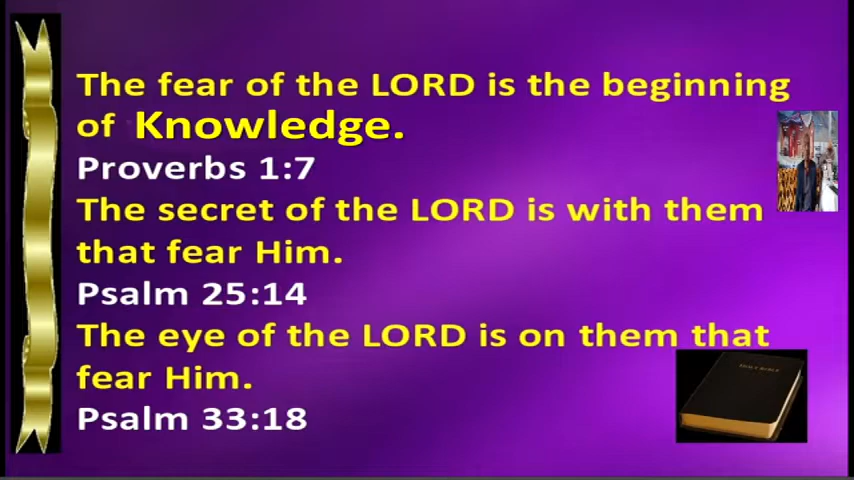 The fear of the LORD is the beginning
of Knowledge.
Proverbs 1:7
The secret of the LORD is with them
that fear Him.
Psalm 25:14
The eye of the LORD is on them that
fear Him.
Psalm 33:18
HOLY BIBLE